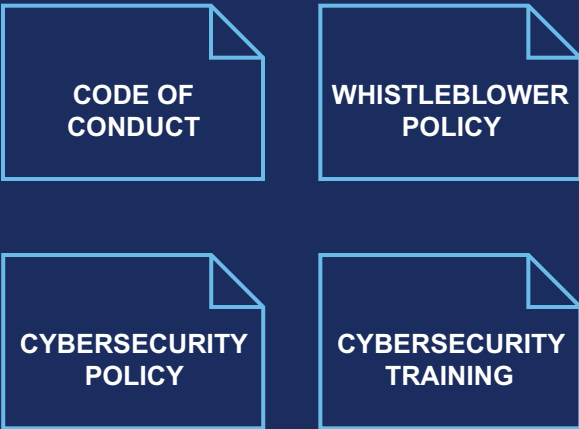 CODE OF
CONDUCT
WHISTLEBLOWER
POLICY
CYBERSECURITY
POLICY
CYBERSECURITY
TRAINING